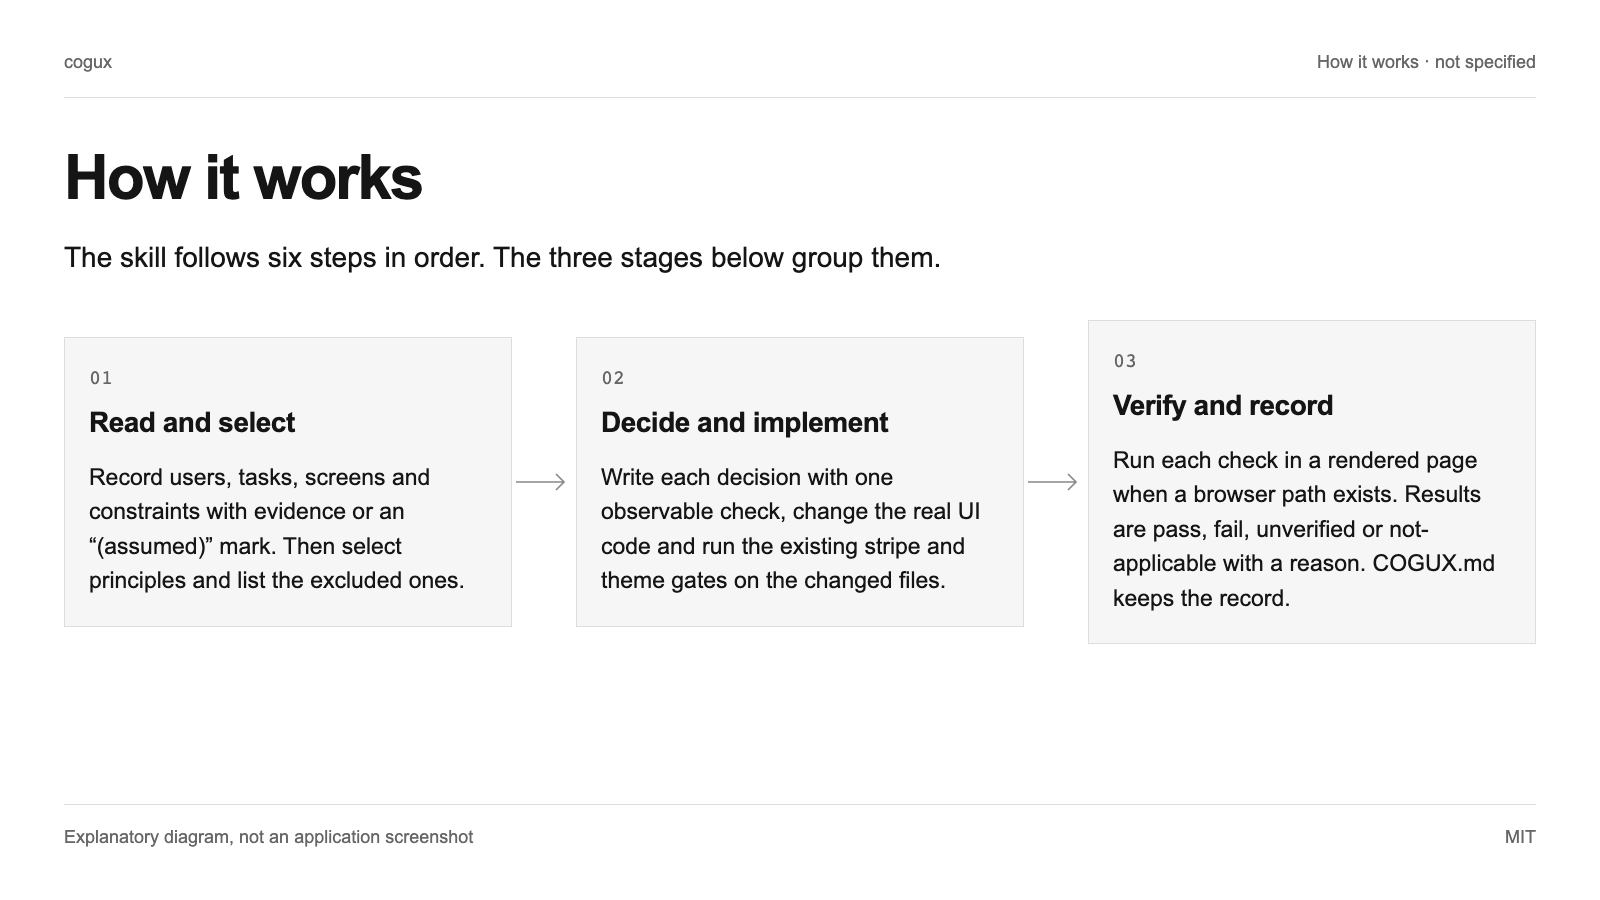 cogux
How it works · not specified
How it works
The skill follows six steps in order. The three stages below group them.
01
Read and select
Record users, tasks, screens and
constraints with evidence or an
“(assumed)” mark. Then select
principles and list the excluded ones.
02
Decide and implement
Write each decision with one
observable check, change the real UI
code and run the existing stripe and
theme gates on the changed files.
03
Verify and record
Run each check in a rendered page
when a browser path exists. Results
are pass, fail, unverified or not-
applicable with a reason. COGUX.md
keeps the record.
Explanatory diagram, not an application screenshot
MIT